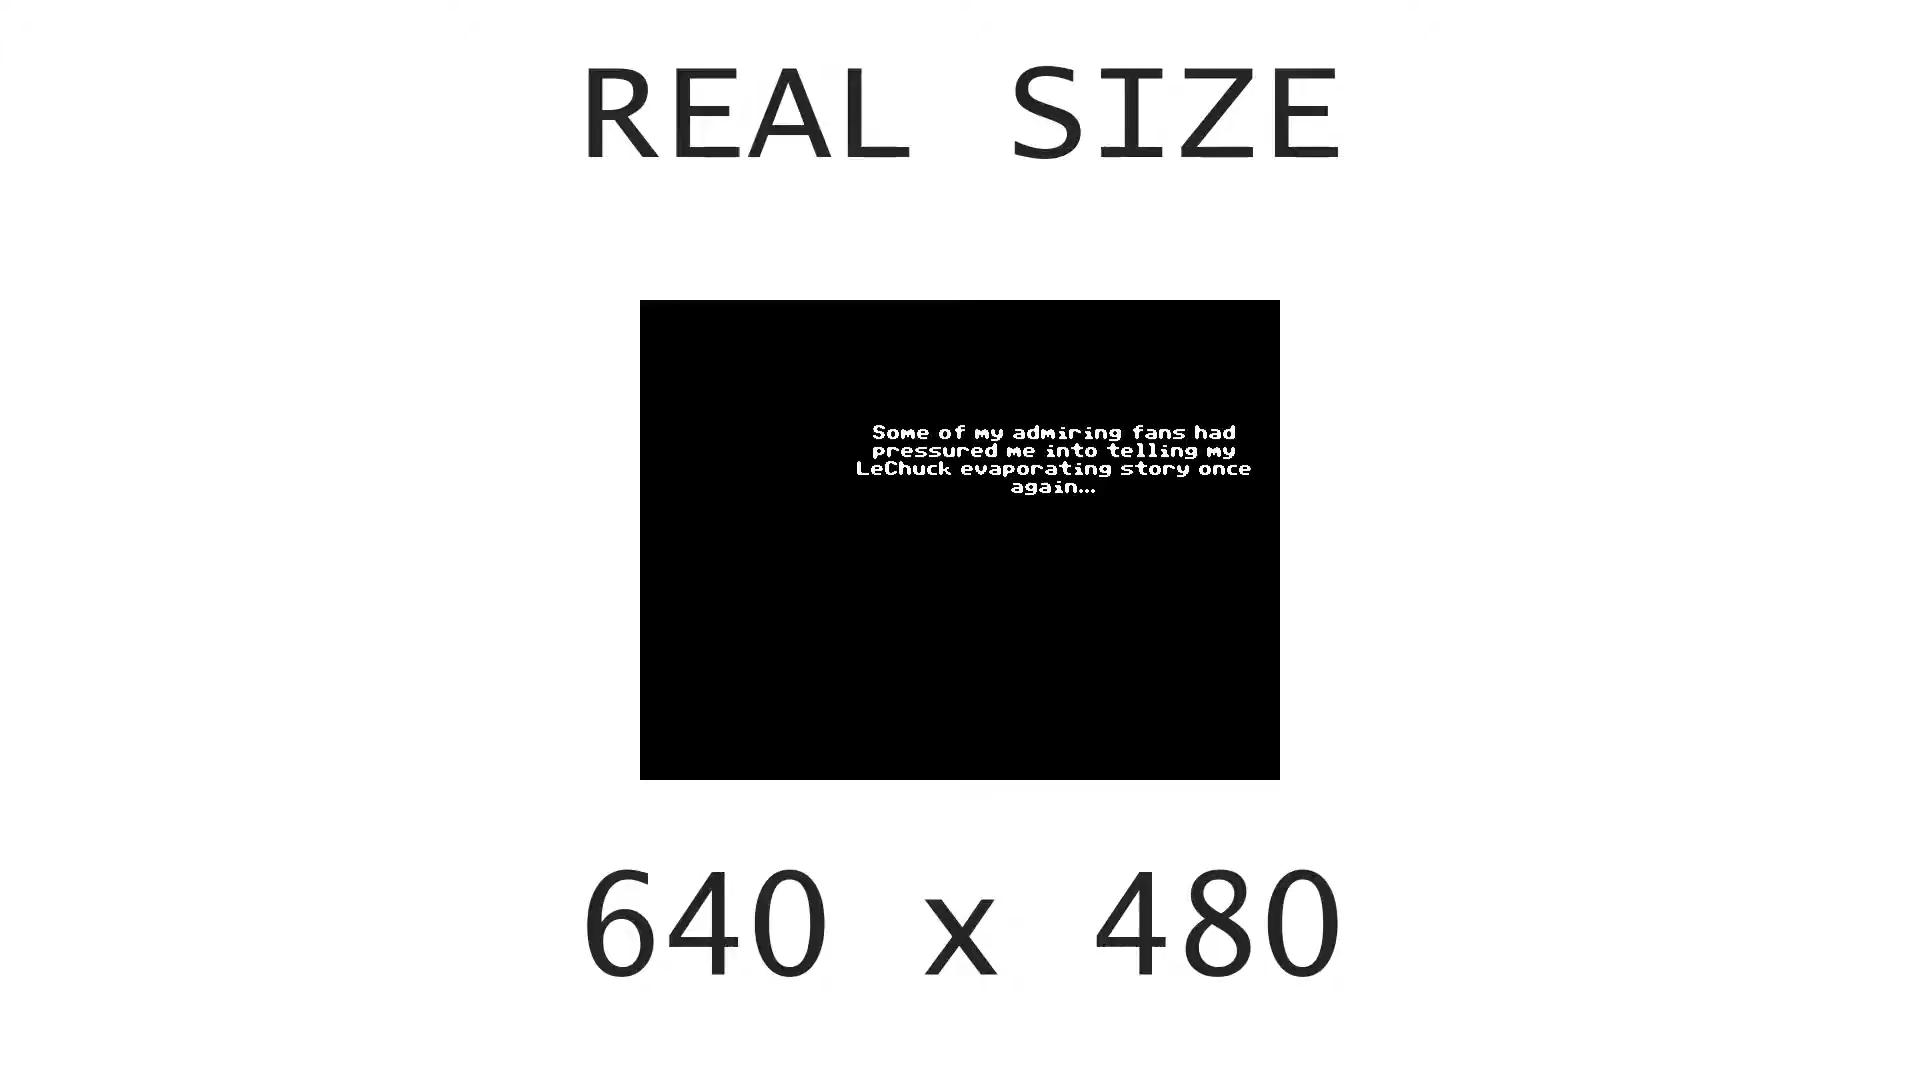 REAL SIZE
Some of my admiring fans had
pressured me into telling my
LeChuck evaporating story once
again...
640 x 480